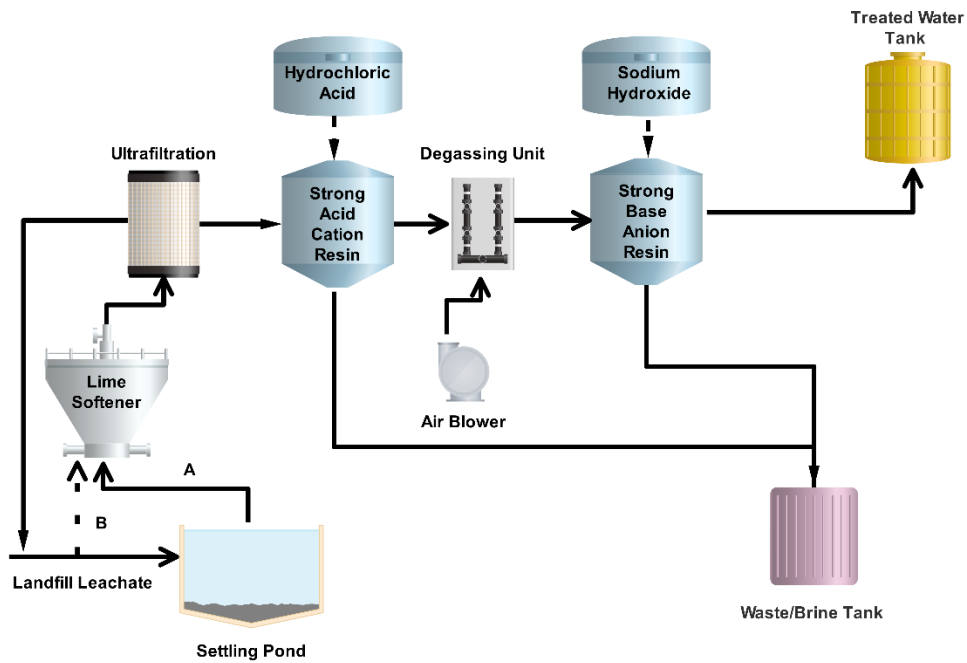 Treated Water
Tank
Hydrochloric
Acid
Sodium
Hydroxide
Ultrafiltration
Degassing Unit
Strong
Acid
Cation
Resin
Strong
Base
Anion
Resin
Lime
Softener
Air Blower
A
B
Landfill Leachate
Settling Pond
Waste/Brine Tank